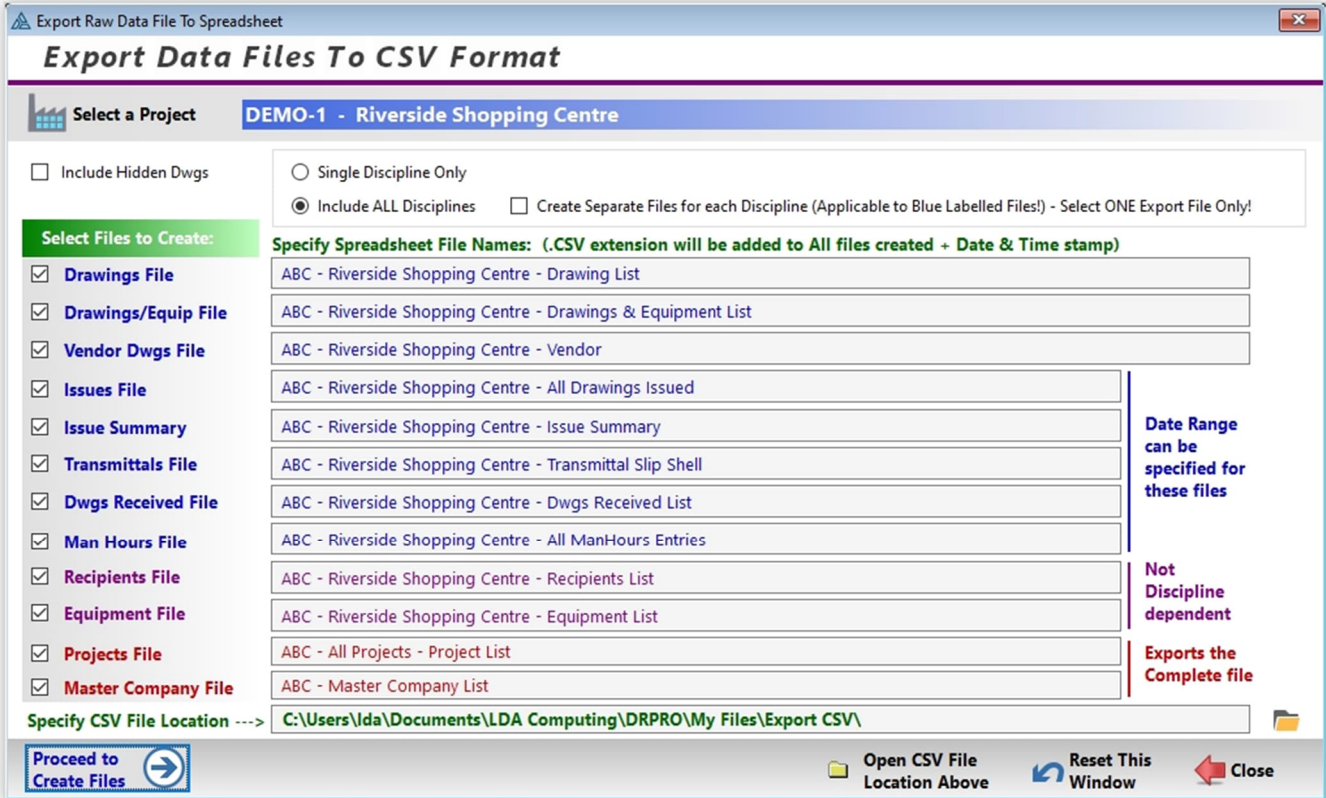 Export Raw Data File To Spreadsheet
Export Data Files To CSV Format
Select a Project
DEMO-1 - Riverside Shopping Centre
Include Hidden Dwgs
Single Discipline Only
Include ALL Disciplines
Create Separate Files for each Discipline (Applicable to Blue Labelled Files!) - Select ONE Export File Only!
Select Files to Create:
Specify Spreadsheet File Names: (.CSV extension will be added to All files created + Date & Time stamp)
Drawings File
ABC - Riverside Shopping Centre - Drawing List
Drawings/Equip File
ABC - Riverside Shopping Centre - Drawings & Equipment List
Vendor Dwgs File
ABC - Riverside Shopping Centre - Vendor
Issues File
ABC - Riverside Shopping Centre - All Drawings Issued
Issue Summary
ABC - Riverside Shopping Centre - Issue Summary
Transmittals File
ABC - Riverside Shopping Centre - Transmittal Slip Shell
Dwgs Received File
ABC - Riverside Shopping Centre - Dwgs Received List
Man Hours File
ABC - Riverside Shopping Centre - All ManHours Entries
Date Range
can be
specified for
these files
Recipients File
ABC - Riverside Shopping Centre - Recipients List
Equipment File
ABC - Riverside Shopping Centre - Equipment List
Not
Discipline
dependent
Projects File
ABC - All Projects - Project List
Master Company File
ABC - Master Company List
Exports the
Complete file
Specify CSV File Location --->
C:\Users\lda\Documents\LDA Computing\DRPRO\My Files\Export CSV\
Proceed to
Create Files
Open CSV File
Location Above
Reset This
Window
Close